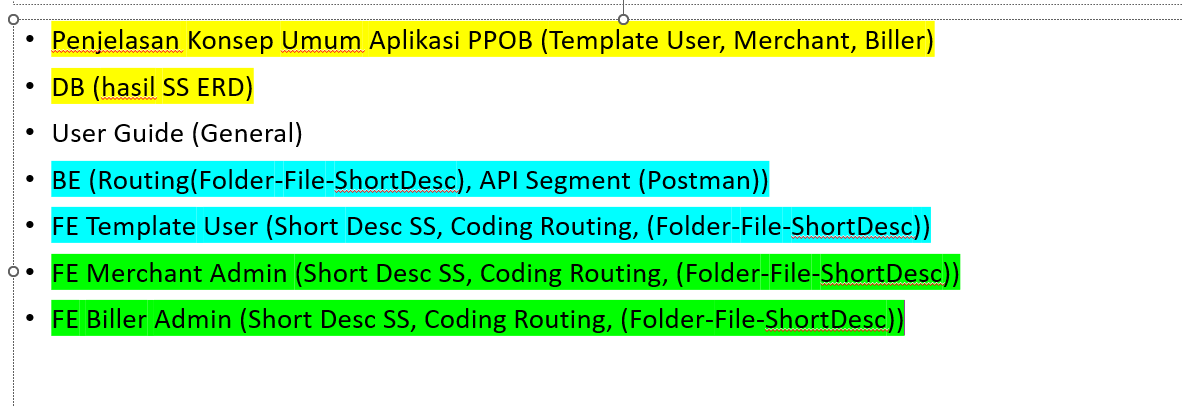 • Penjelasan Konsep Umum Aplikasi PPOB (Template User, Merchant, Biller)
• DB (hasil SS ERD)
• User Guide (General)
• BE (Routing(Folder-File-ShortDesc), API Segment (Postman))
• FE Template User (Short Desc SS, Coding Routing, (Folder-File-ShortDesc))
• FE Merchant Admin (Short Desc SS, Coding Routing, (Folder-File-ShortDesc))
• FE Biller Admin (Short Desc SS, Coding Routing, (Folder-File-ShortDesc))